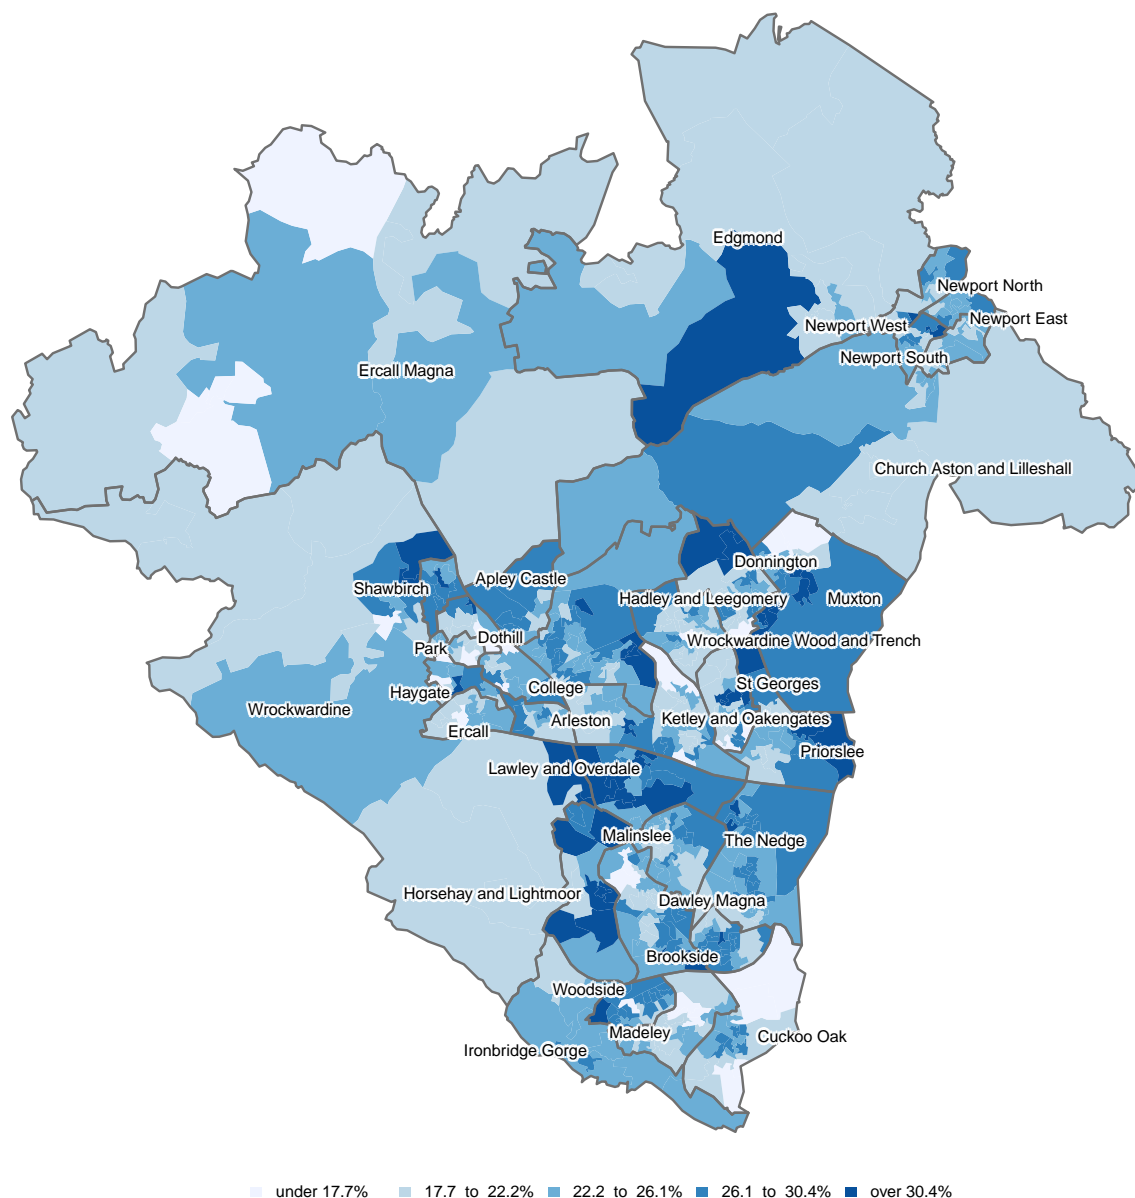 Edgmond
Newport North
Newport East
Newport West
Newport South
Ercall Magna
Church Aston and Lilleshall
Donnington
Apley Castle
Shawbirch
Hadley and Leegomery
Muxton
Dothill
Wrockwardine Wood and Trench
Park
St Georges
Haygate
College
Wrockwardine
Arleston
Ketley and Oakengates
Ercall
Priorslee
Lawley and Overdale
Malinslee
The Nedge
Horsehay and Lightmoor
Dawley Magna
Brookside
Woodside
Madeley
Cuckoo Oak
Ironbridge Gorge
under 17.7% 17.7 to 22.2% 22.2 to 26.1% 26.1 to 30.4% over 30.4%